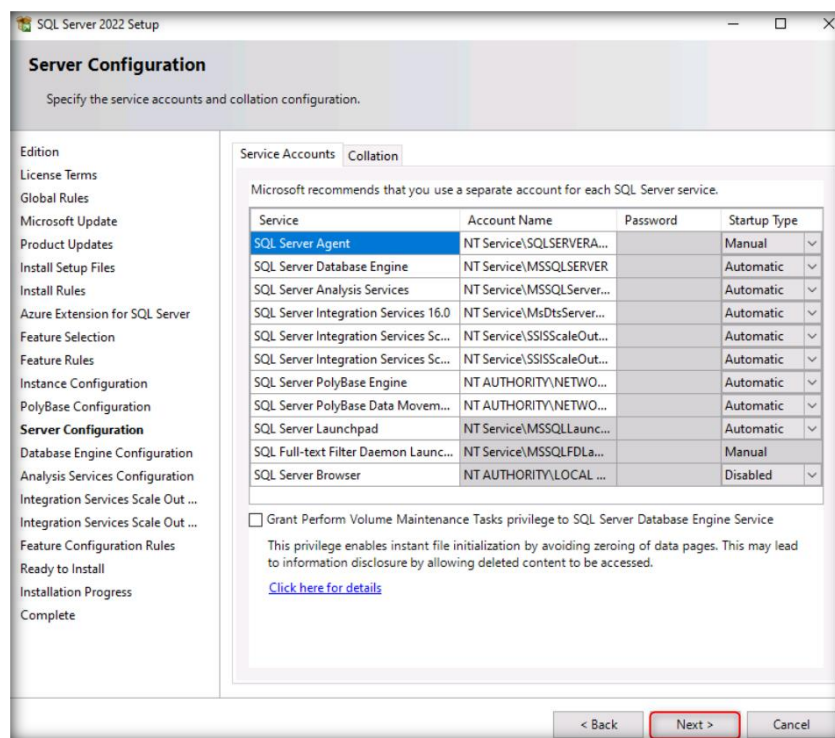 SQL Server 2022 Setup
Server Configuration
Specify the service accounts and collation configuration.
Edition
License Terms
Global Rules
Microsoft Update
Product Updates
Install Setup Files
Install Rules
Azure Extension for SQL Server
Feature Selection
Feature Rules
Instance Configuration
PolyBase Configuration
Server Configuration
Database Engine Configuration
Analysis Services Configuration
Integration Services Scale Out ...
Integration Services Scale Out ...
Feature Configuration Rules
Ready to Install
Installation Progress
Complete
Service Accounts Collation
Microsoft recommends that you use a separate account for each SQL Server service.
Service Account Name Password Startup Type
SQL Server Agent NT Service\SQLSERVERA... Manual
SQL Server Database Engine NT Service\MSSQLSERVER Automatic
SQL Server Analysis Services NT Service\MSSQLServer... Automatic
SQL Server Integration Services 16.0 NT Service\MsDtsServer... Automatic
SQL Server Integration Services Sc... NT Service\SSISScaleOut... Automatic
SQL Server Integration Services Sc... NT Service\SSISScaleOut... Automatic
SQL Server PolyBase Engine NT AUTHORITY\NETWO... Automatic
SQL Server PolyBase Data Movem... NT AUTHORITY\NETWO... Automatic
SQL Server Launchpad NT Service\MSSQLLaunc... Automatic
SQL Full-text Filter Daemon Launc... NT Service\MSSQLFDLa... Manual
SQL Server Browser NT AUTHORITY\LOCAL ... Disabled
Grant Perform Volume Maintenance Tasks privilege to SQL Server Database Engine Service
This privilege enables instant file initialization by avoiding zeroing of data pages. This may lead
to information disclosure by allowing deleted content to be accessed.
Click here for details
< Back Next > Cancel